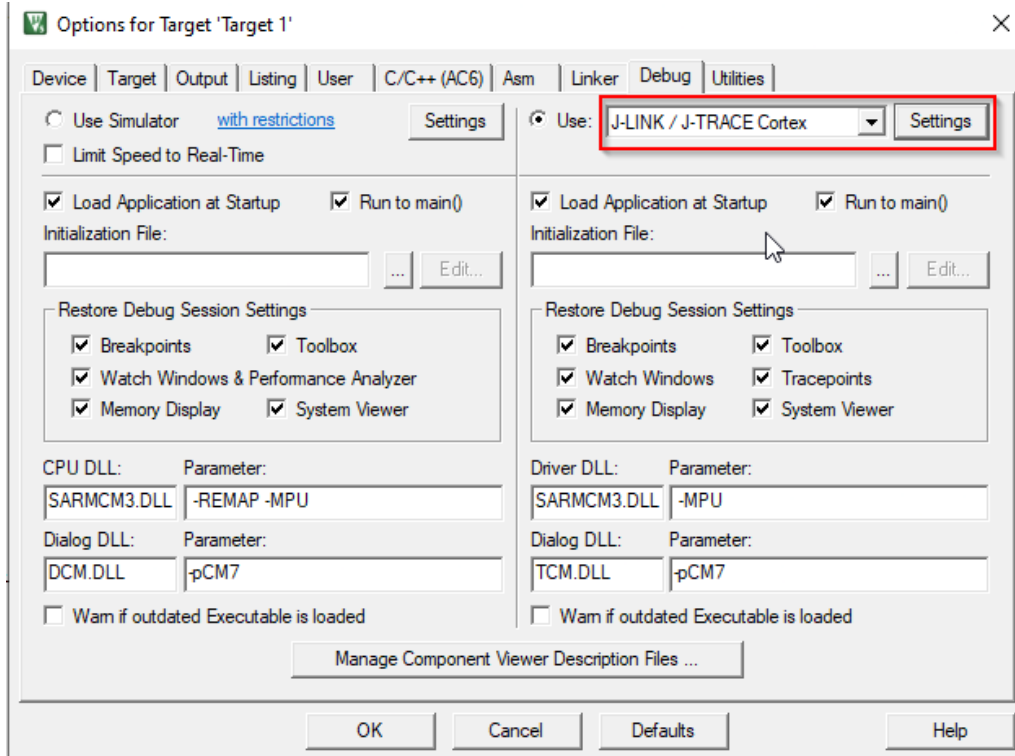 Options for Target 'Target 1'
Device Target Output Listing User C/C++ (AC6) Asm Linker Debug Utilities
Use Simulator with restrictions Settings
Limit Speed to Real-Time
Use: J-LINK / J-TRACE Cortex Settings
Load Application at Startup Run to main()
Initialization File:
... Edit...
Restore Debug Session Settings
Breakpoints Toolbox
Watch Windows & Performance Analyzer
Memory Display System Viewer
CPU DLL: Parameter:
SARMCM3.DLL -REMAP -MPU
Dialog DLL: Parameter:
DCM.DLL -pCM7
Warn if outdated Executable is loaded
Load Application at Startup Run to main()
Initialization File:
... Edit...
Restore Debug Session Settings
Breakpoints Toolbox
Watch Windows Tracepoints
Memory Display System Viewer
Driver DLL: Parameter:
SARMCM3.DLL -MPU
Dialog DLL: Parameter:
TCM.DLL -pCM7
Warn if outdated Executable is loaded
Manage Component Viewer Description Files ...
OK Cancel Defaults Help